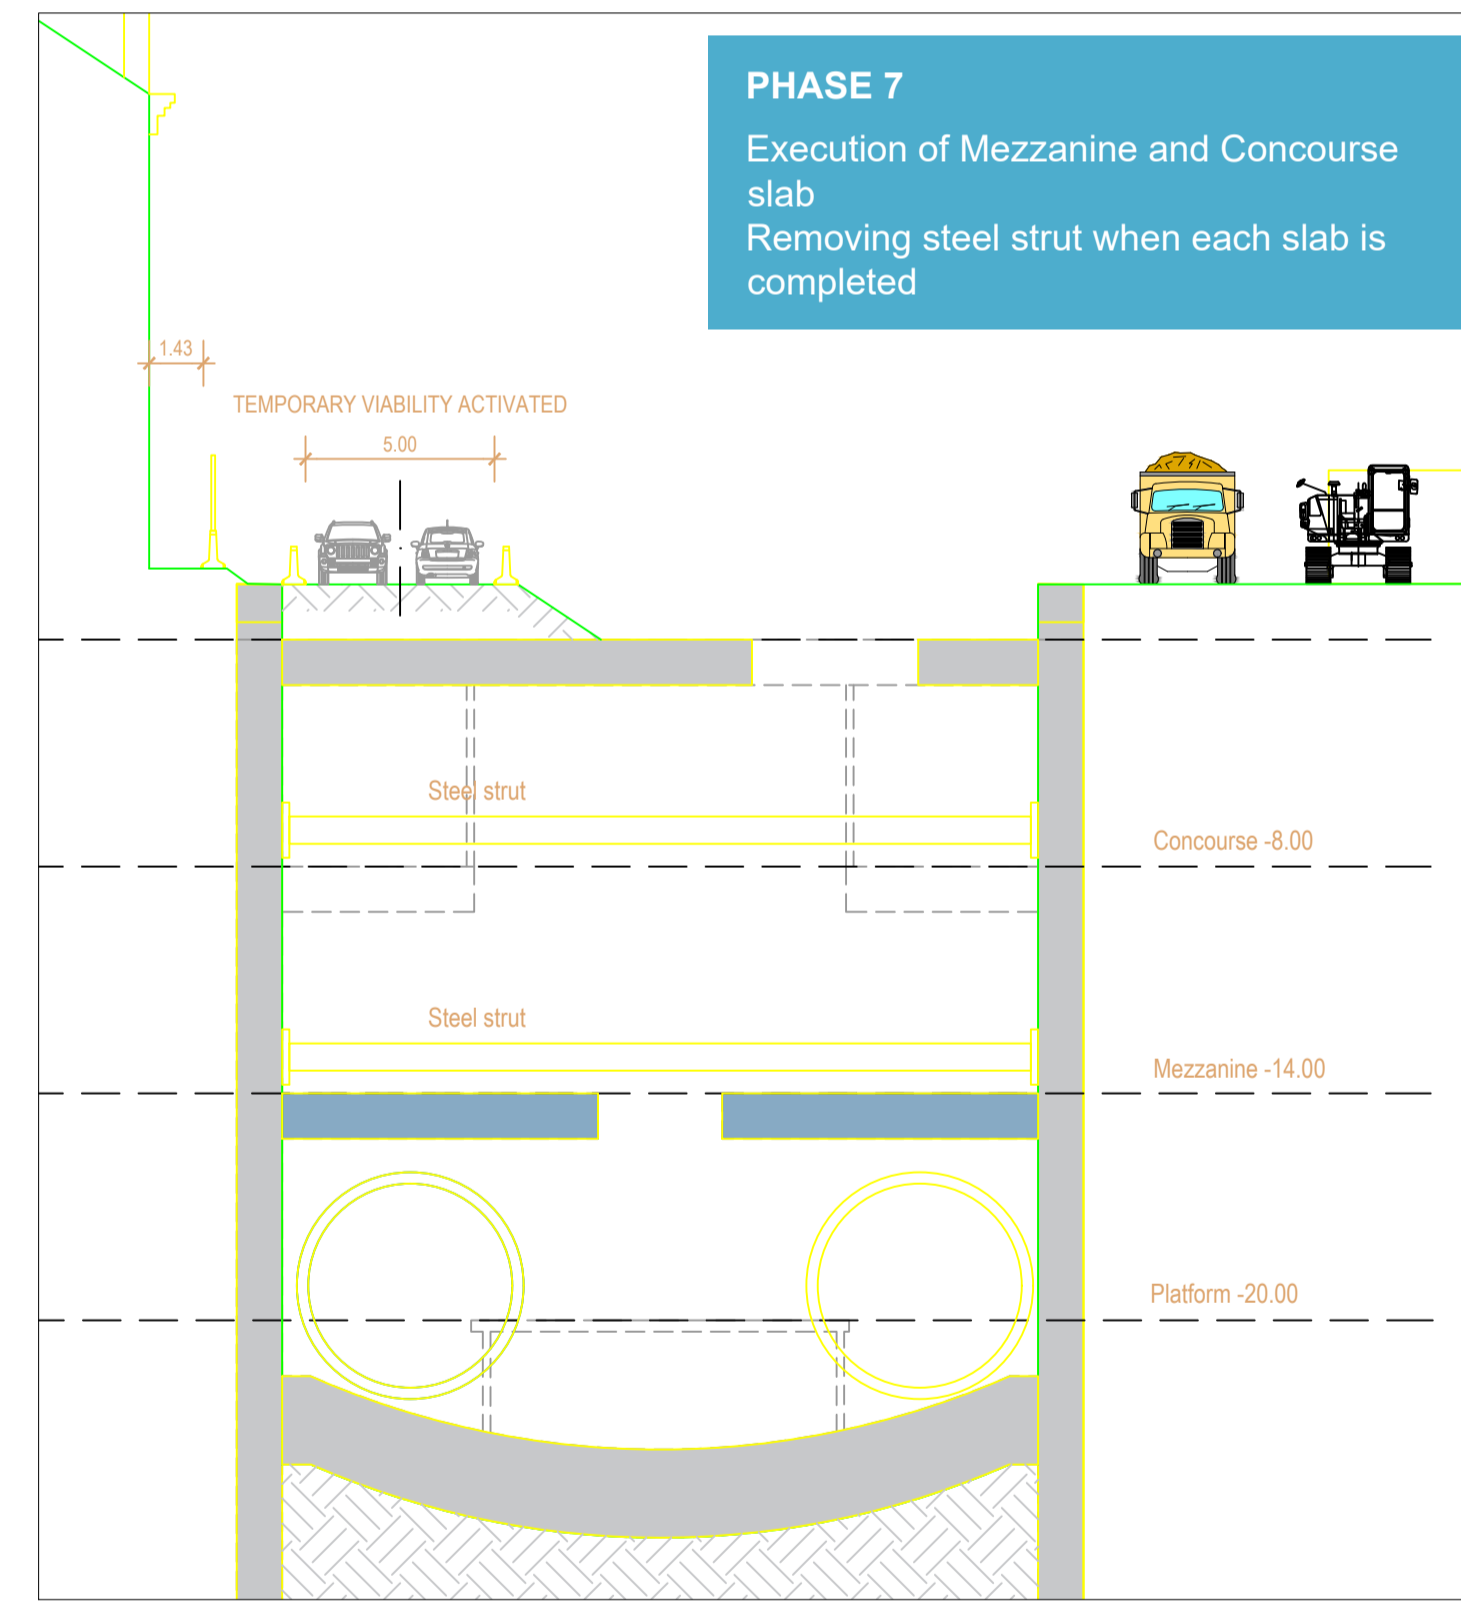 PHASE 7
Execution of Mezzanine and Concourse
slab
Removing steel strut when each slab is
completed
1.43
TEMPORARY VIABILITY ACTIVATED
5.00
Steel strut
Concourse -8.00
Steel strut
Mezzanine -14.00
Platform -20.00